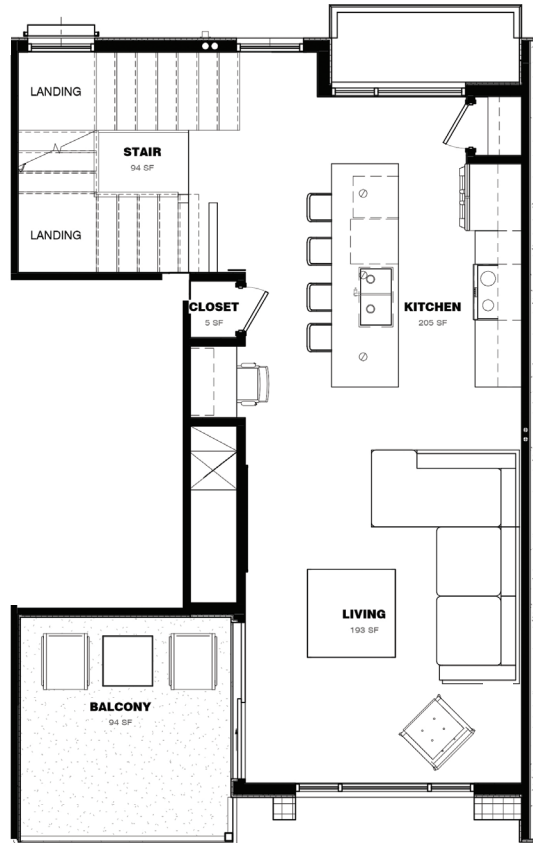 LANDING
STAIR
94 SF
LANDING
CLOSET
5 SF
KITCHEN
205 SF
LIVING
193 SF
BALCONY
94 SF